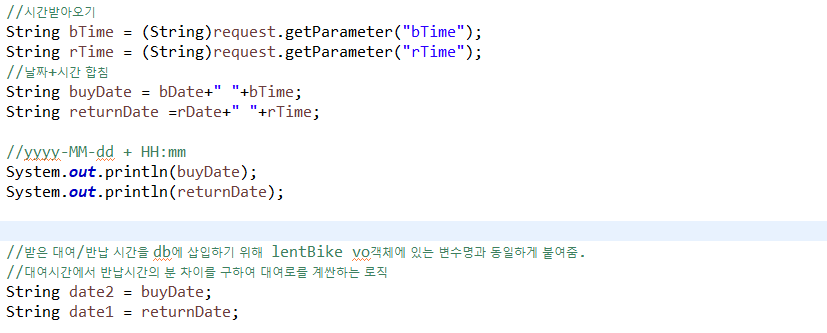 //시간받아오기
String bTime = (String)request.getParameter("bTime");
String rTime = (String)request.getParameter("rTime");
//날짜+시간 합침
String buyDate = bDate+" "+bTime;
String returnDate =rDate+" "+rTime;
//yyyy-MM-dd + HH:mm
System.out.println(buyDate);
System.out.println(returnDate);
//받은 대여/반납 시간을 db에 삽입하기 위해 lentBike vo객체에 있는 변수명과 동일하게 붙여줌.
//대여시간에서 반납시간의 분 차이를 구하여 대여로를 계싼하는 로직
String date2 = buyDate;
String date1 = returnDate;